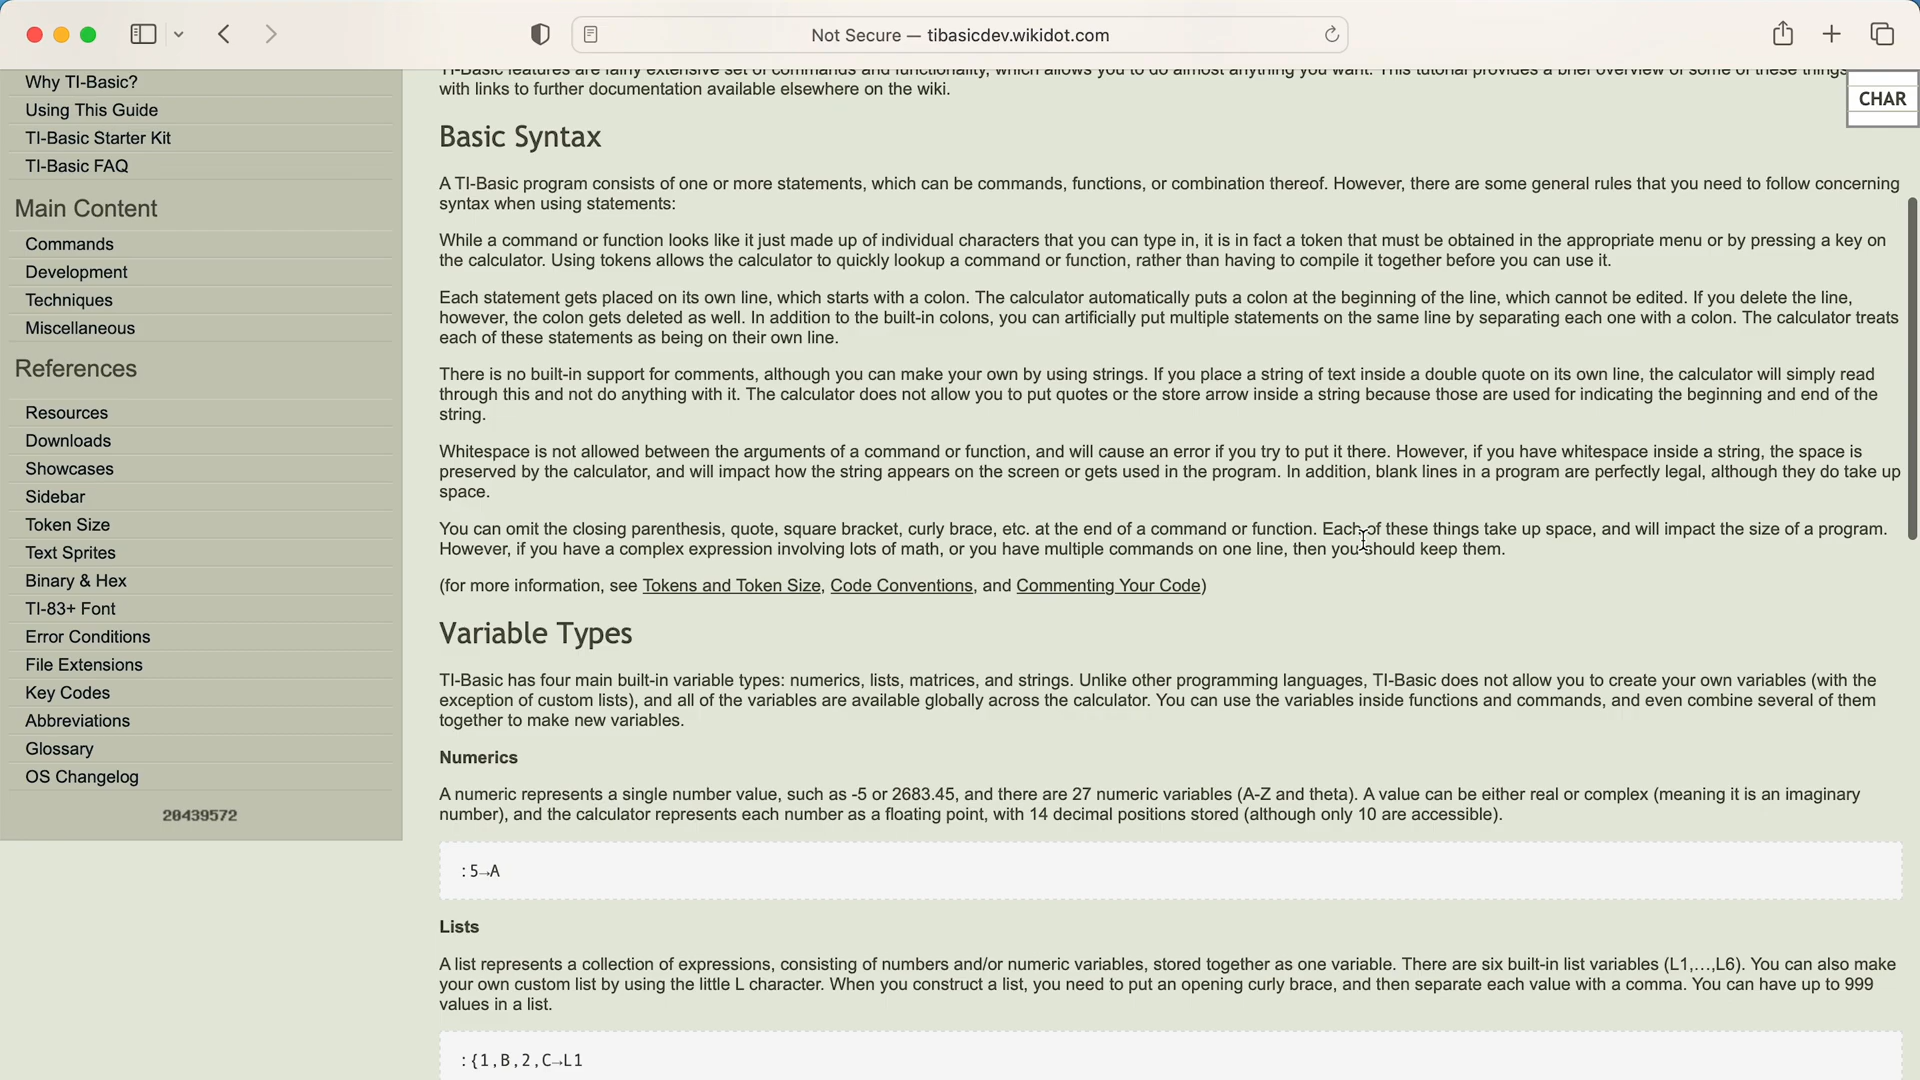 Not Secure — tibasicdev.wikidot.com
Why TI-Basic?
Using This Guide
TI-Basic Starter Kit
TI-Basic FAQ
Main Content
Commands
Development
Techniques
Miscellaneous
References
Resources
Downloads
Showcases
Sidebar
Token Size
Text Sprites
Binary & Hex
TI-83+ Font
Error Conditions
File Extensions
Key Codes
Abbreviations
Glossary
OS Changelog
20439572
CHAR
TI-Basic features are fairly extensive set of commands and functionality, which allows you to do almost anything you want. This tutorial provides a brief overview of some of these things
with links to further documentation available elsewhere on the wiki.
Basic Syntax
A TI-Basic program consists of one or more statements, which can be commands, functions, or combination thereof. However, there are some general rules that you need to follow concerning
syntax when using statements:
While a command or function looks like it just made up of individual characters that you can type in, it is in fact a token that must be obtained in the appropriate menu or by pressing a key on
the calculator. Using tokens allows the calculator to quickly lookup a command or function, rather than having to compile it together before you can use it.
Each statement gets placed on its own line, which starts with a colon. The calculator automatically puts a colon at the beginning of the line, which cannot be edited. If you delete the line,
however, the colon gets deleted as well. In addition to the built-in colons, you can artificially put multiple statements on the same line by separating each one with a colon. The calculator treats
each of these statements as being on their own line.
There is no built-in support for comments, although you can make your own by using strings. If you place a string of text inside a double quote on its own line, the calculator will simply read
through this and not do anything with it. The calculator does not allow you to put quotes or the store arrow inside a string because those are used for indicating the beginning and end of the
string.
Whitespace is not allowed between the arguments of a command or function, and will cause an error if you try to put it there. However, if you have whitespace inside a string, the space is
preserved by the calculator, and will impact how the string appears on the screen or gets used in the program. In addition, blank lines in a program are perfectly legal, although they do take up
space.
You can omit the closing parenthesis, quote, square bracket, curly brace, etc. at the end of a command or function. Each of these things take up space, and will impact the size of a program.
However, if you have a complex expression involving lots of math, or you have multiple commands on one line, then you should keep them.
(for more information, see Tokens and Token Size, Code Conventions, and Commenting Your Code)
Variable Types
TI-Basic has four main built-in variable types: numerics, lists, matrices, and strings. Unlike other programming languages, TI-Basic does not allow you to create your own variables (with the
exception of custom lists), and all of the variables are available globally across the calculator. You can use the variables inside functions and commands, and even combine several of them
together to make new variables.
Numerics
A numeric represents a single number value, such as -5 or 2683.45, and there are 27 numeric variables (A-Z and theta). A value can be either real or complex (meaning it is an imaginary
number), and the calculator represents each number as a floating point, with 14 decimal positions stored (although only 10 are accessible).
:5→A
Lists
A list represents a collection of expressions, consisting of numbers and/or numeric variables, stored together as one variable. There are six built-in list variables (L1,…,L6). You can also make
your own custom list by using the little L character. When you construct a list, you need to put an opening curly brace, and then separate each value with a comma. You can have up to 999
values in a list.
:{1,B,2,C→L1